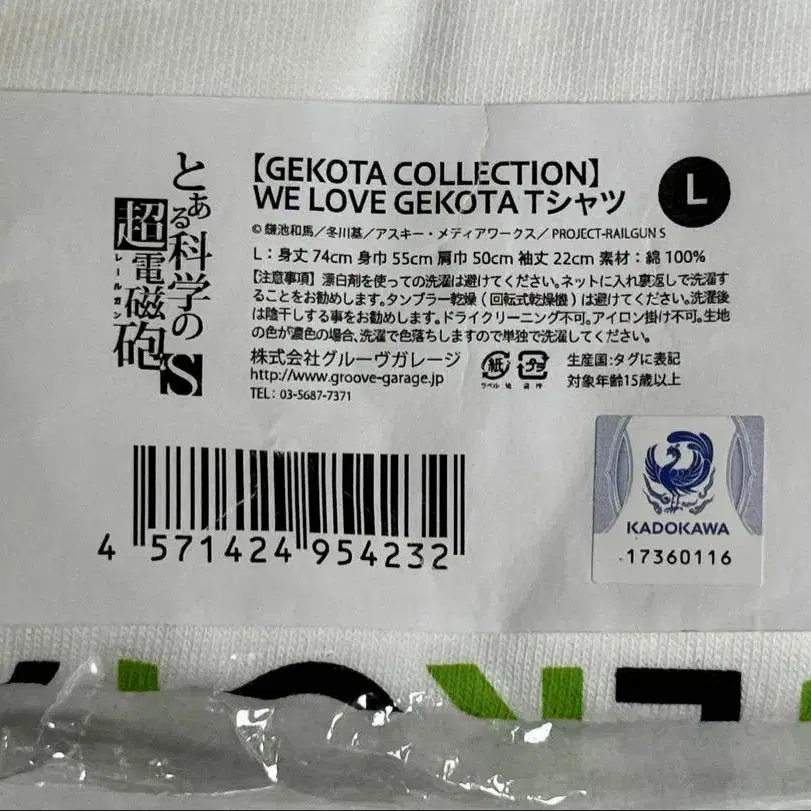 とある科学の
超電磁砲S
レールガン
【GEKOTA COLLECTION】
WE LOVE GEKOTA Tシャツ
L
© 鎌池和馬／冬川基／アスキー・メディアワークス／ PROJECT-RAILGUN S
L：身丈 74cm 身巾 55cm 肩巾 50cm 袖丈 22cm 素材：綿 100%
【注意事項】漂白剤を使っての洗濯は避けてください。ネットに入れ裏返しで洗濯す
ることをお勧めします。タンブラー乾燥（回転式乾燥機）は避けてください。洗濯後
は陰干しする事をお勧めします。ドライクリーニング不可。アイロン掛け不可。生地
の色が濃色の場合、洗濯で色落ちしますので単独で洗濯してください。
株式会社グルーヴガレージ
http://www.groove-garage.jp
TEL：03-5687-7371
紙
プラ
生産国:タグに表記
対象年齢15歳以上
4 571424 954232
KADOKAWA
17360116